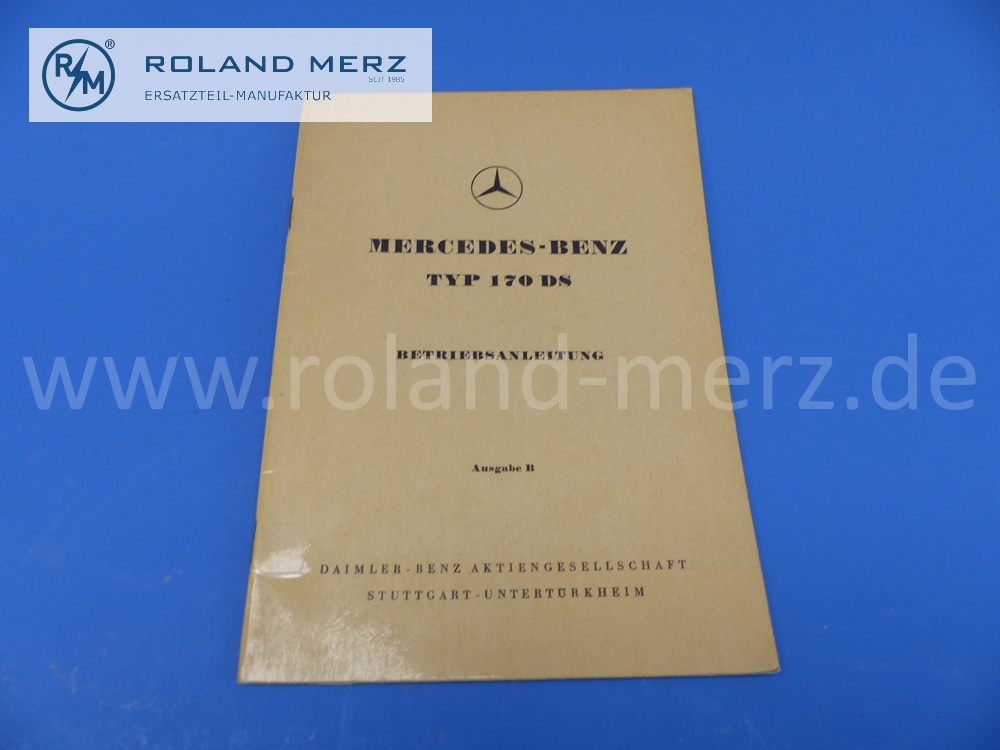 R M ®
ROLAND MERZ
SEIT 1985
ERSATZTEIL-MANUFAKTUR
MERCEDES-BENZ
TYP 170 DS
BETRIEBSANLEITUNG
www.roland-merz.de
Ausgabe B
DAIMLER-BENZ AKTIENGESELLSCHAFT
STUTTGART-UNTERTÜRKHEIM